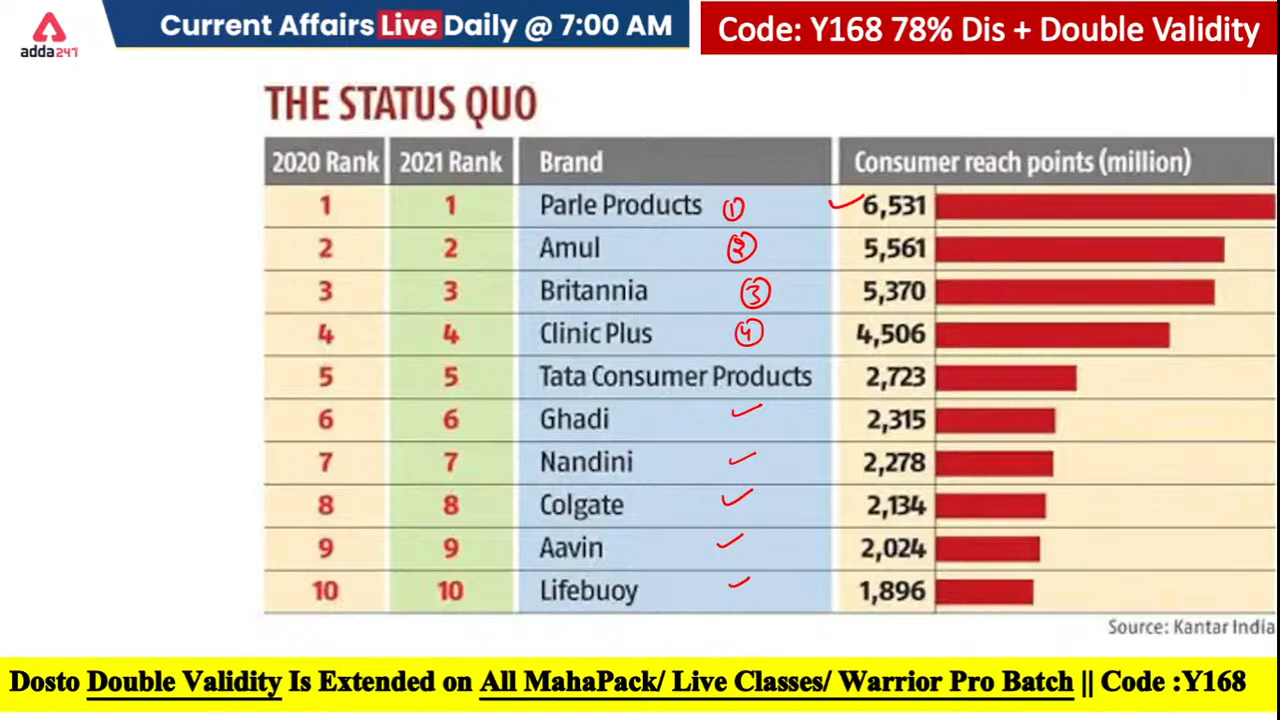 adda247
Current Affairs Live Daily @ 7:00 AM
Code: Y168 78% Dis + Double Validity
THE STATUS QUO
2020 Rank 2021 Rank Brand Consumer reach points (million)
1 1 Parle Products 1 6,531
2 2 Amul 2 5,561
3 3 Britannia 3 5,370
4 4 Clinic Plus 4 4,506
5 5 Tata Consumer Products 2,723
6 6 Ghadi 2,315
7 7 Nandini 2,278
8 8 Colgate 2,134
9 9 Aavin 2,024
10 10 Lifebuoy 1,896
Source: Kantar India
Dosto Double Validity Is Extended on All MahaPack/ Live Classes/ Warrior Pro Batch || Code :Y168